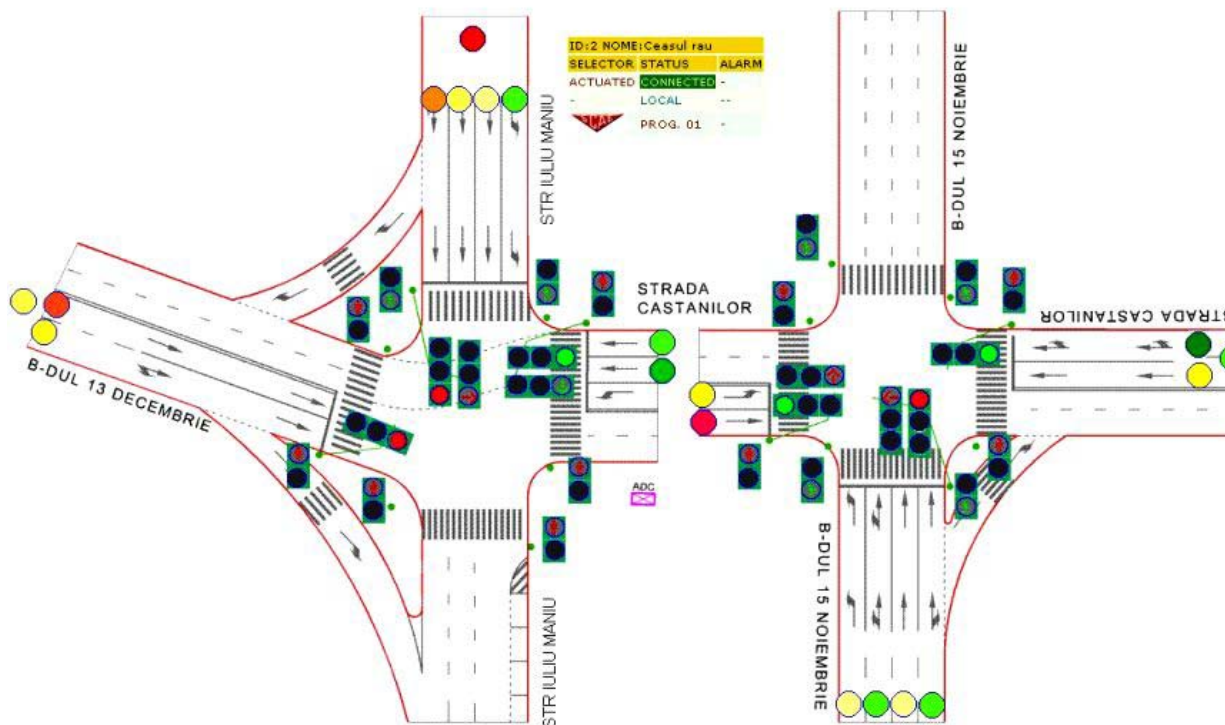 ID:2 NOME:Ceasul rau
SELECTOR STATUS ALARM
ACTUATED CONNECTED -
- LOCAL --
SCAE PROG. 01 -
STR IULIU MANIU
B-DUL 15 NOIEMBRIE
STRADA
CASTANILOR
STRADA CASTANILOR
B-DUL 13 DECEMBRIE
ADC
STR IULIU MANIU
B-DUL 15 NOIEMBRIE